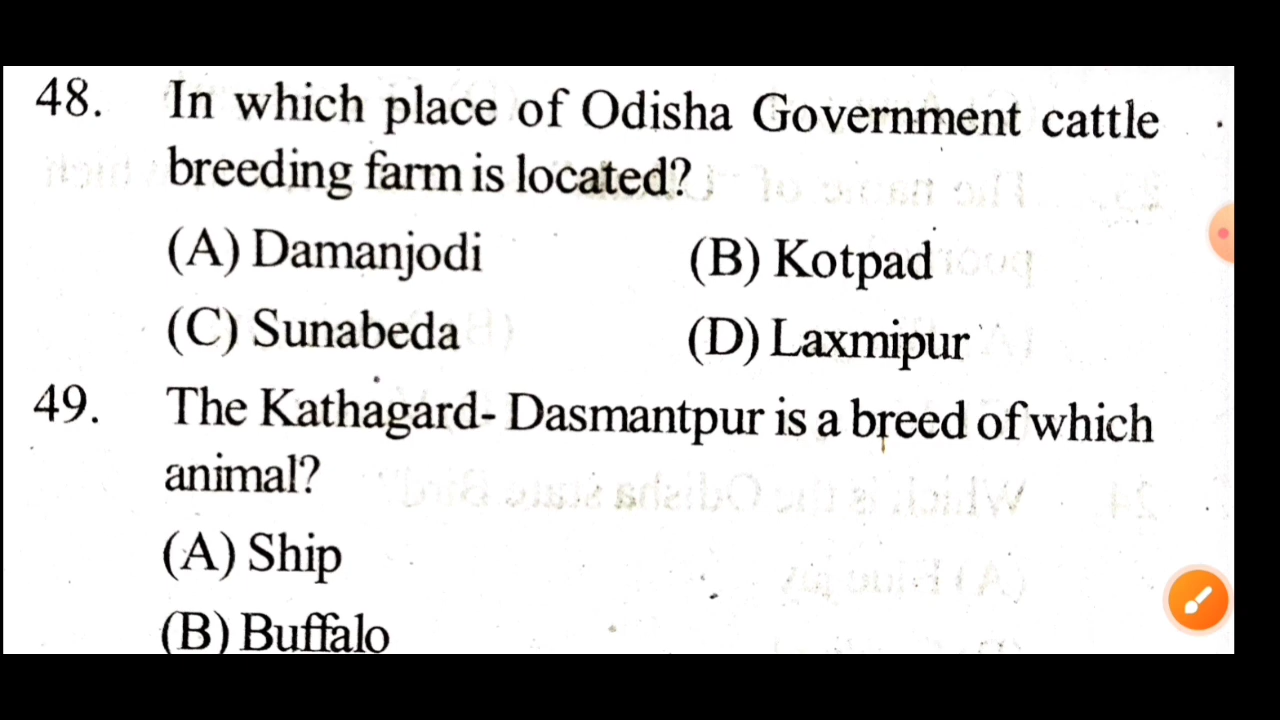 48. In which place of Odisha Government cattle
breeding farm is located?
(A) Damanjodi (B) Kotpad
(C) Sunabeda (D) Laxmipur
49. The Kathagard- Dasmantpur is a breed of which
animal?
(A) Ship
(B) Buffalo